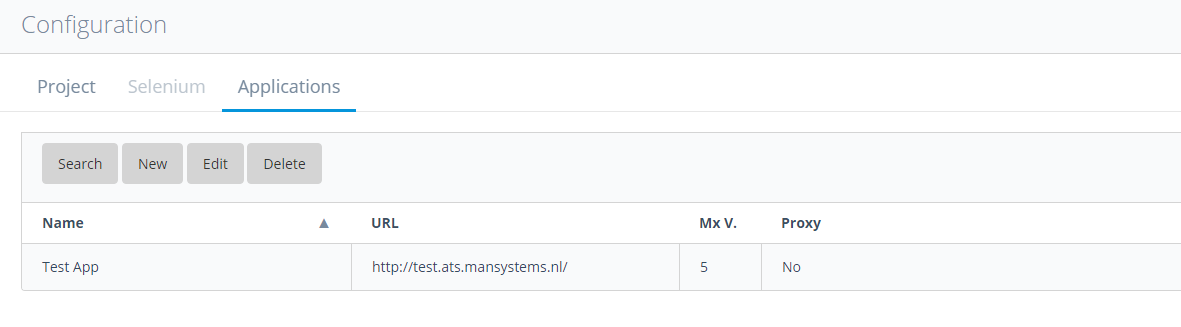 Configuration
Project Selenium Applications
Search New Edit Delete
Name ▲ URL Mx V. Proxy
Test App http://test.ats.mansystems.nl/ 5 No